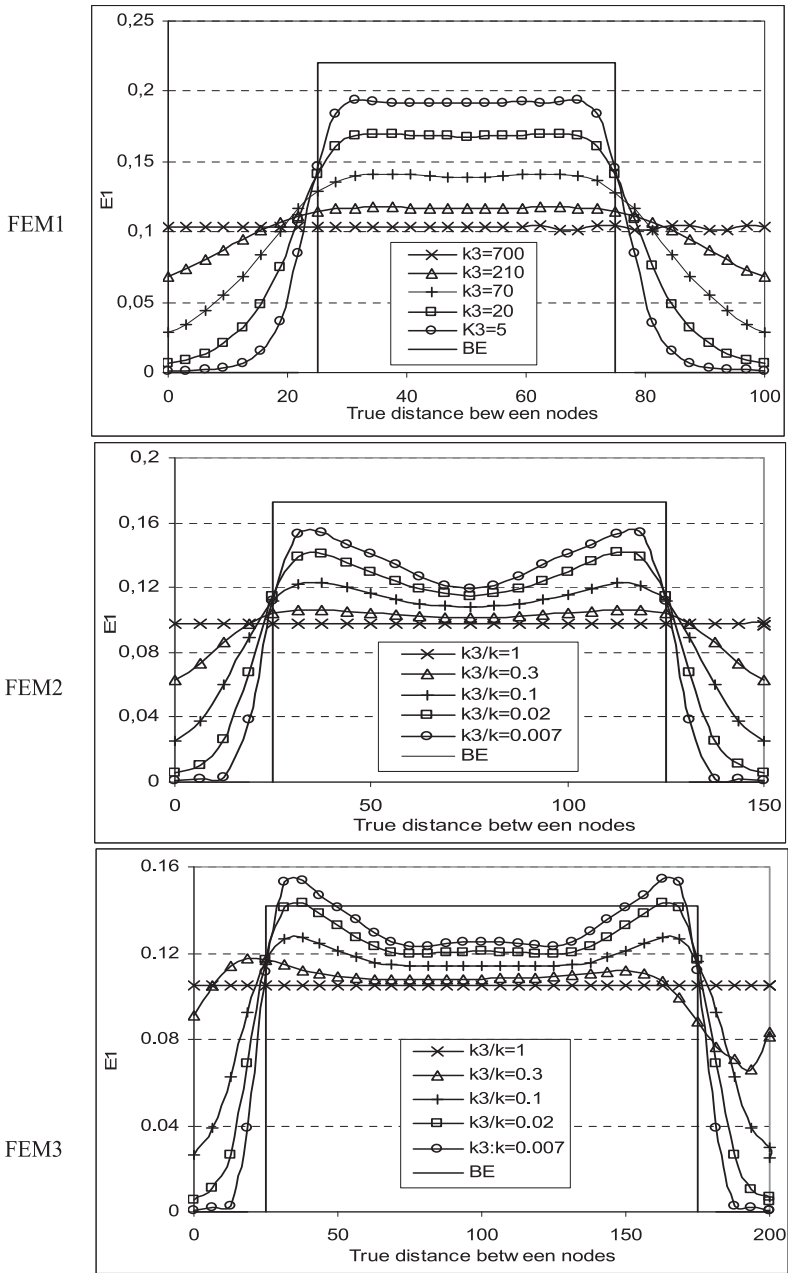 FEM1
E1
0,25
0,2
0,15
0,1
0,05
0
k3=700
k3=210
k3=70
k3=20
K3=5
BE
0 20 40 60 80 100
True distance bew een nodes
FEM2
E1
0,2
0,16
0,12
0,08
0,04
0
k3/k=1
k3/k=0.3
k3/k=0.1
k3/k=0.02
k3/k=0.007
BE
0 50 100 150
True distance betw een nodes
FEM3
E1
0.16
0.12
0.08
0.04
0
k3/k=1
k3/k=0.3
k3/k=0.1
k3/k=0.02
k3:k=0.007
BE
0 50 100 150 200
True distance betw een nodes